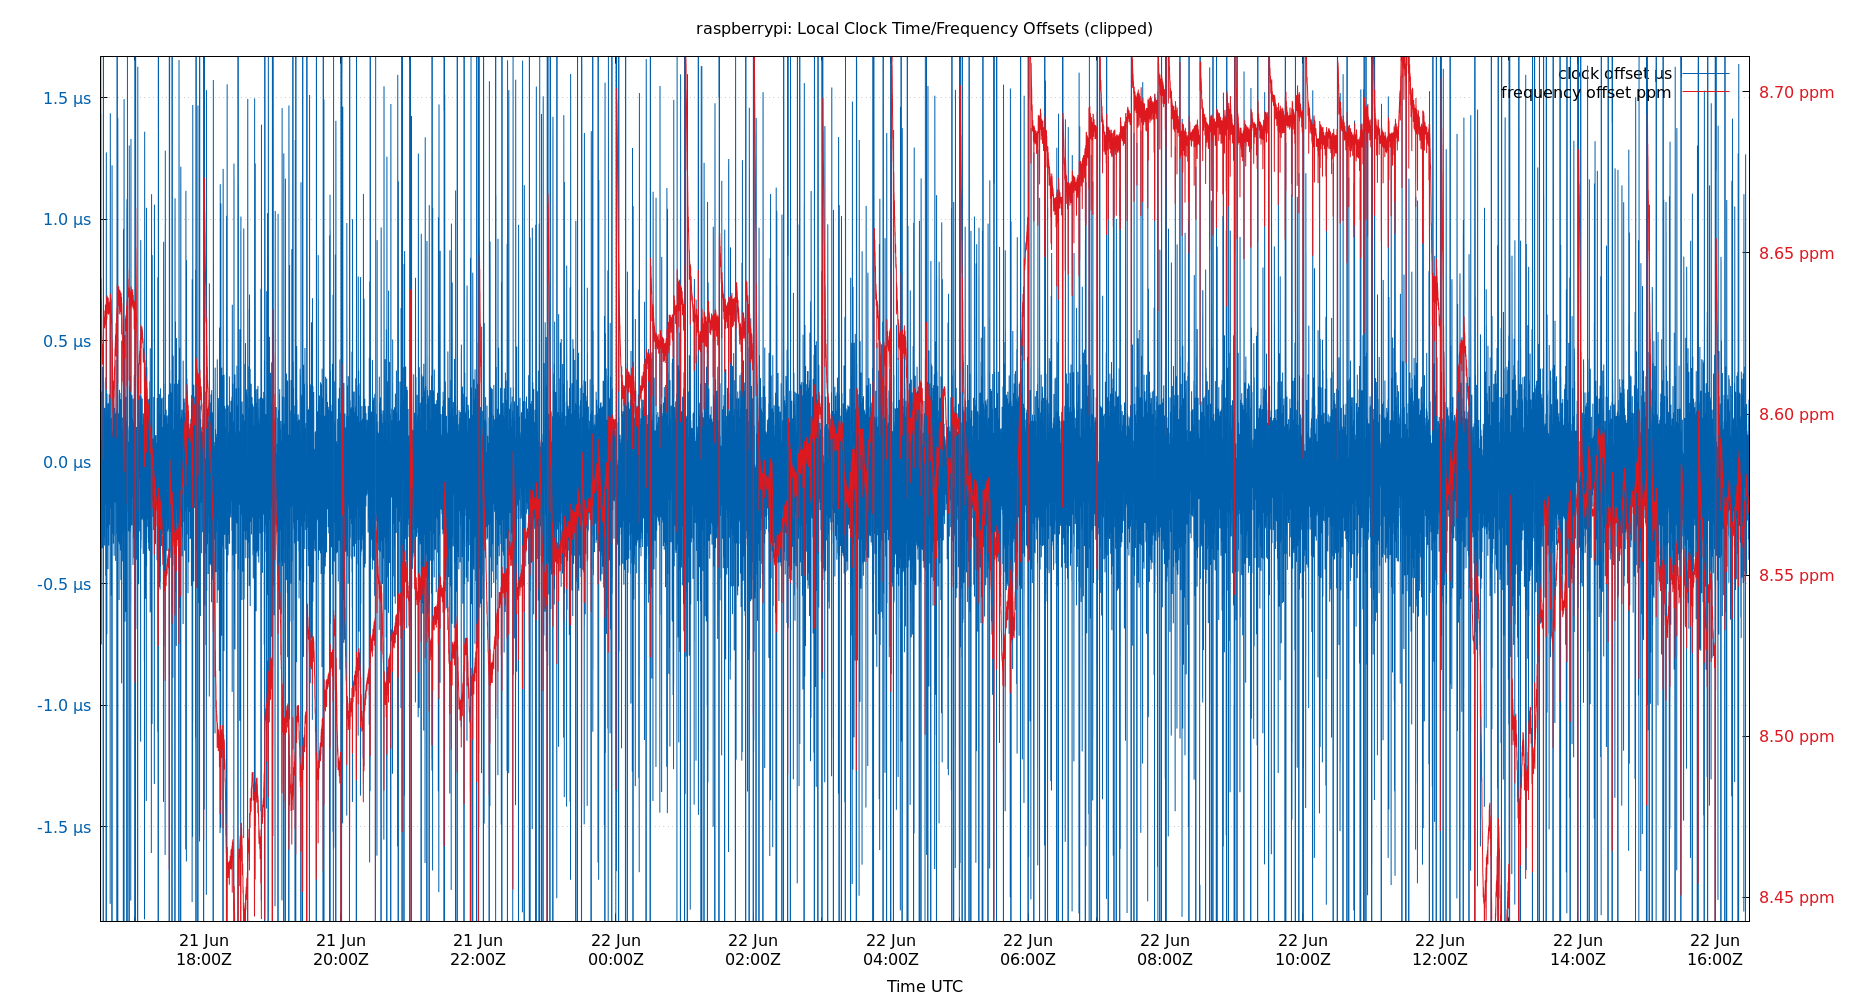 raspberrypi: Local Clock Time/Frequency Offsets (clipped)
clock offset µs
frequency offset ppm
1.5 µs
1.0 µs
0.5 µs
0.0 µs
-0.5 µs
-1.0 µs
-1.5 µs
8.70 ppm
8.65 ppm
8.60 ppm
8.55 ppm
8.50 ppm
8.45 ppm
21 Jun 21 Jun 21 Jun 22 Jun 22 Jun 22 Jun 22 Jun 22 Jun 22 Jun 22 Jun 22 Jun 22 Jun
18:00Z 20:00Z 22:00Z 00:00Z 02:00Z 04:00Z 06:00Z 08:00Z 10:00Z 12:00Z 14:00Z 16:00Z
Time UTC